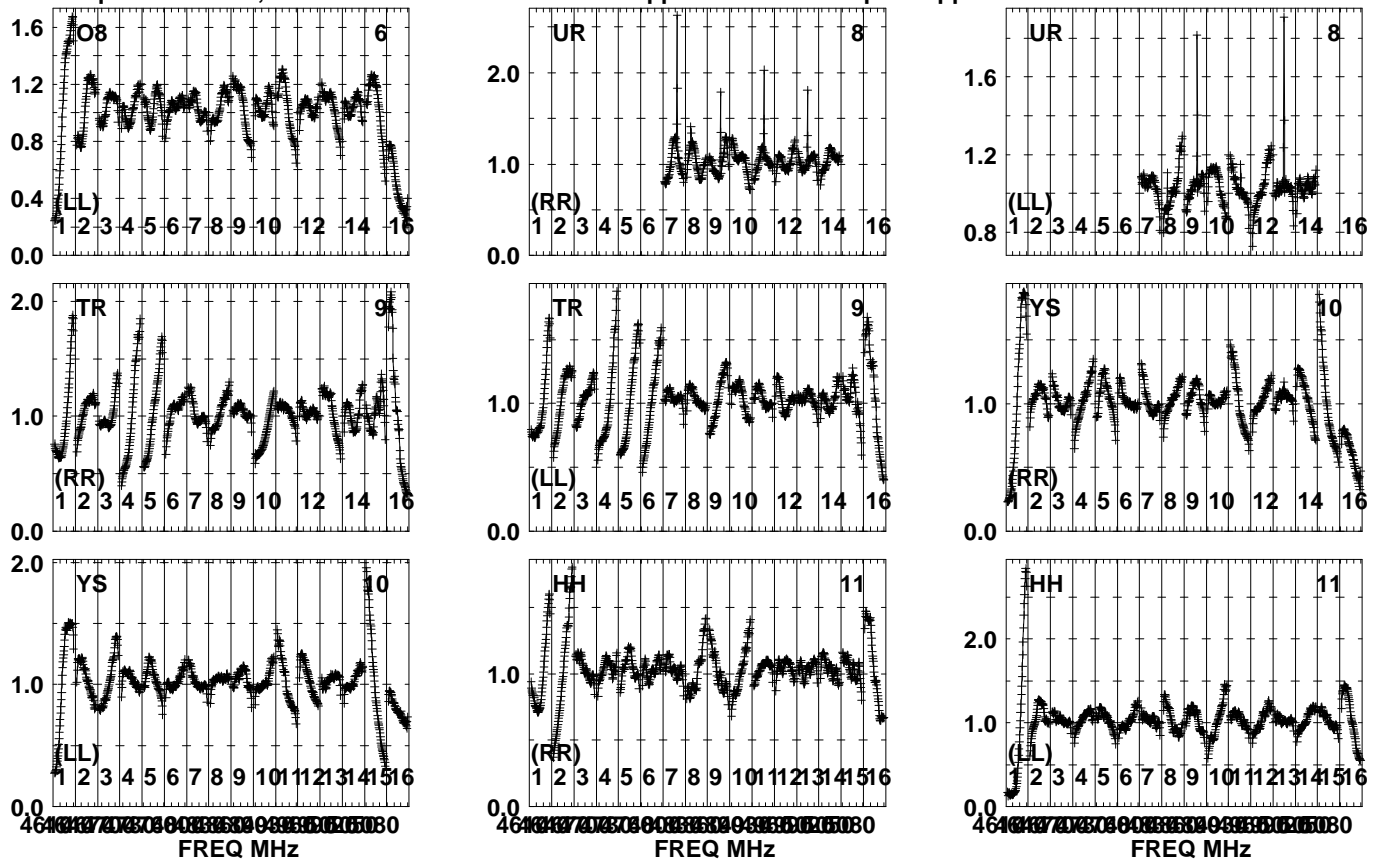 1.6 O8 6
1.2
0.8
0.4
(LL) 1 2 3 4 5 6 7 8 9 10 12 14 16
0.0
UR 8
2.0
1.0
(RR)
1 2 3 4 5 6 7 8 9 10 12 14 16
0.0
UR 8
1.6
1.2
(LL)
0.8 1 2 3 4 5 6 7 8 9 10 12 14 16
2.0 TR 9
1.0
(RR)
1 2 3 4 5 6 7 8 9 10 12 14 16
0.0
TR 9
1.0
(LL)
1 2 3 4 5 6 7 8 9 10 12 14 16
0.0
YS 10
1.0
(RR)
1 2 3 4 5 6 7 8 9 10 12 14 16
0.0
2.0 YS 10
1.0
(LL)
1 2 3 4 5 6 7 8 9 10 11 12 13 14 15 16
0.0
FREQ MHz
HH 11
1.0
(RR)
1 2 3 4 5 6 7 8 9 10 11 12 13 14 15 16
0.0
FREQ MHz
HH 11
2.0
1.0
(LL)
1 2 3 4 5 6 7 8 9 10 11 12 13 14 15 16
0.0
FREQ MHz